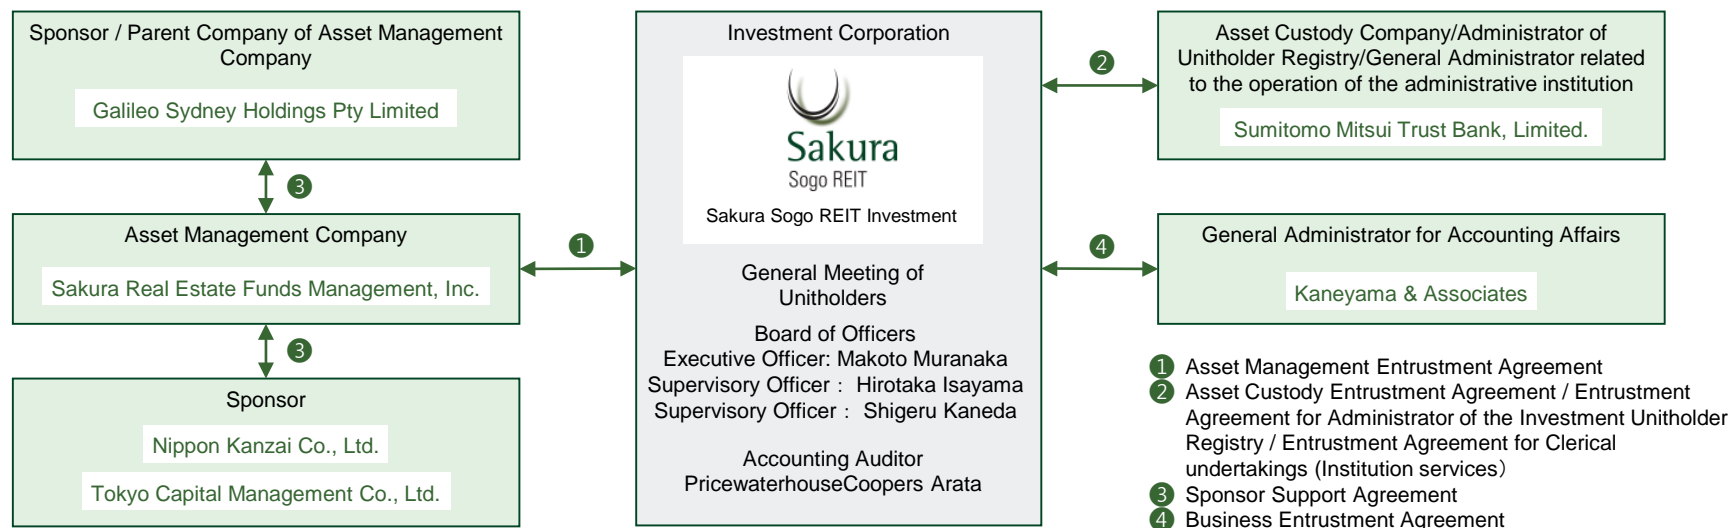 Sponsor / Parent Company of Asset Management
Company
Galileo Sydney Holdings Pty Limited
❸
Asset Management Company
Sakura Real Estate Funds Management, Inc.
❸
Sponsor
Nippon Kanzai Co., Ltd.
Tokyo Capital Management Co., Ltd.
❶
Investment Corporation
Sakura
Sogo REIT
Sakura Sogo REIT Investment
General Meeting of
Unitholders
Board of Officers
Executive Officer: Makoto Muranaka
Supervisory Officer： Hirotaka Isayama
Supervisory Officer： Shigeru Kaneda
Accounting Auditor
PricewaterhouseCoopers Arata
❷
Asset Custody Company/Administrator of
Unitholder Registry/General Administrator related
to the operation of the administrative institution
Sumitomo Mitsui Trust Bank, Limited.
❹
General Administrator for Accounting Affairs
Kaneyama & Associates
❶ Asset Management Entrustment Agreement
❷ Asset Custody Entrustment Agreement / Entrustment
Agreement for Administrator of the Investment Unitholder
Registry / Entrustment Agreement for Clerical
undertakings (Institution services）
❸ Sponsor Support Agreement
❹ Business Entrustment Agreement